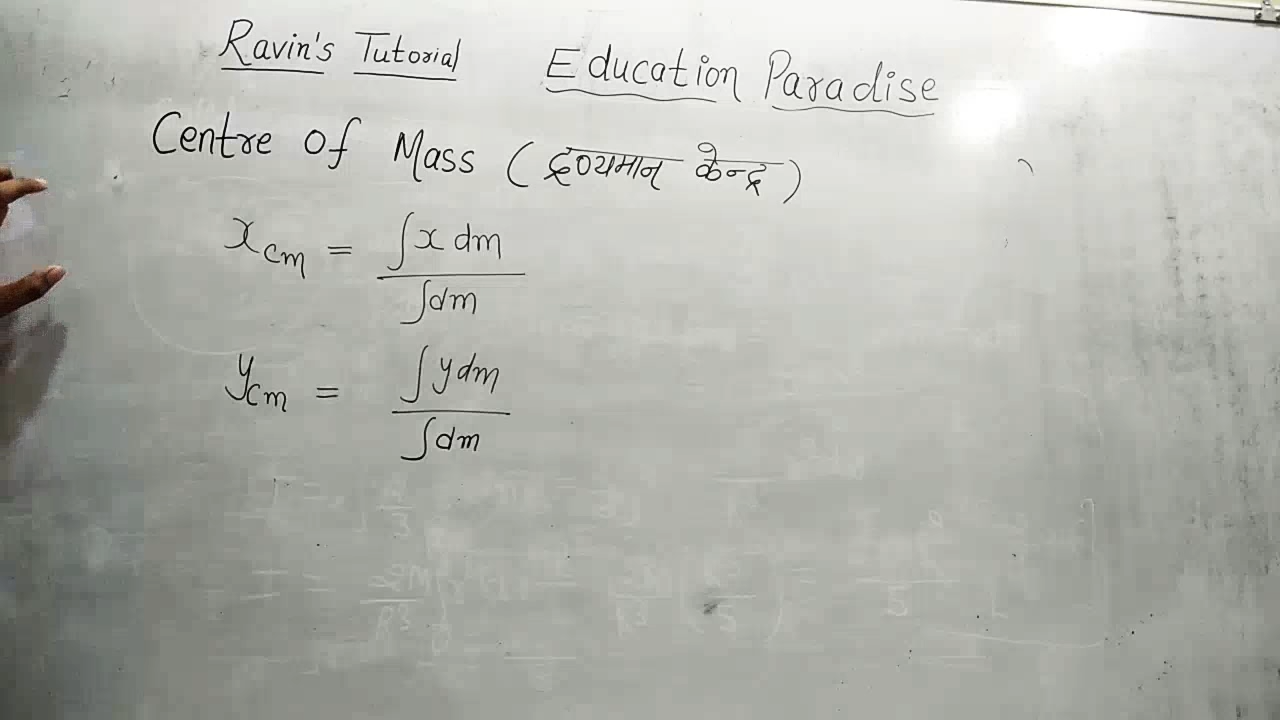 Ravin's Tutorial Education Paradise
Centre of Mass (द्रव्यमान केन्द्र)
x_cm = ∫x dm / ∫dm
y_cm = ∫y dm / ∫dm